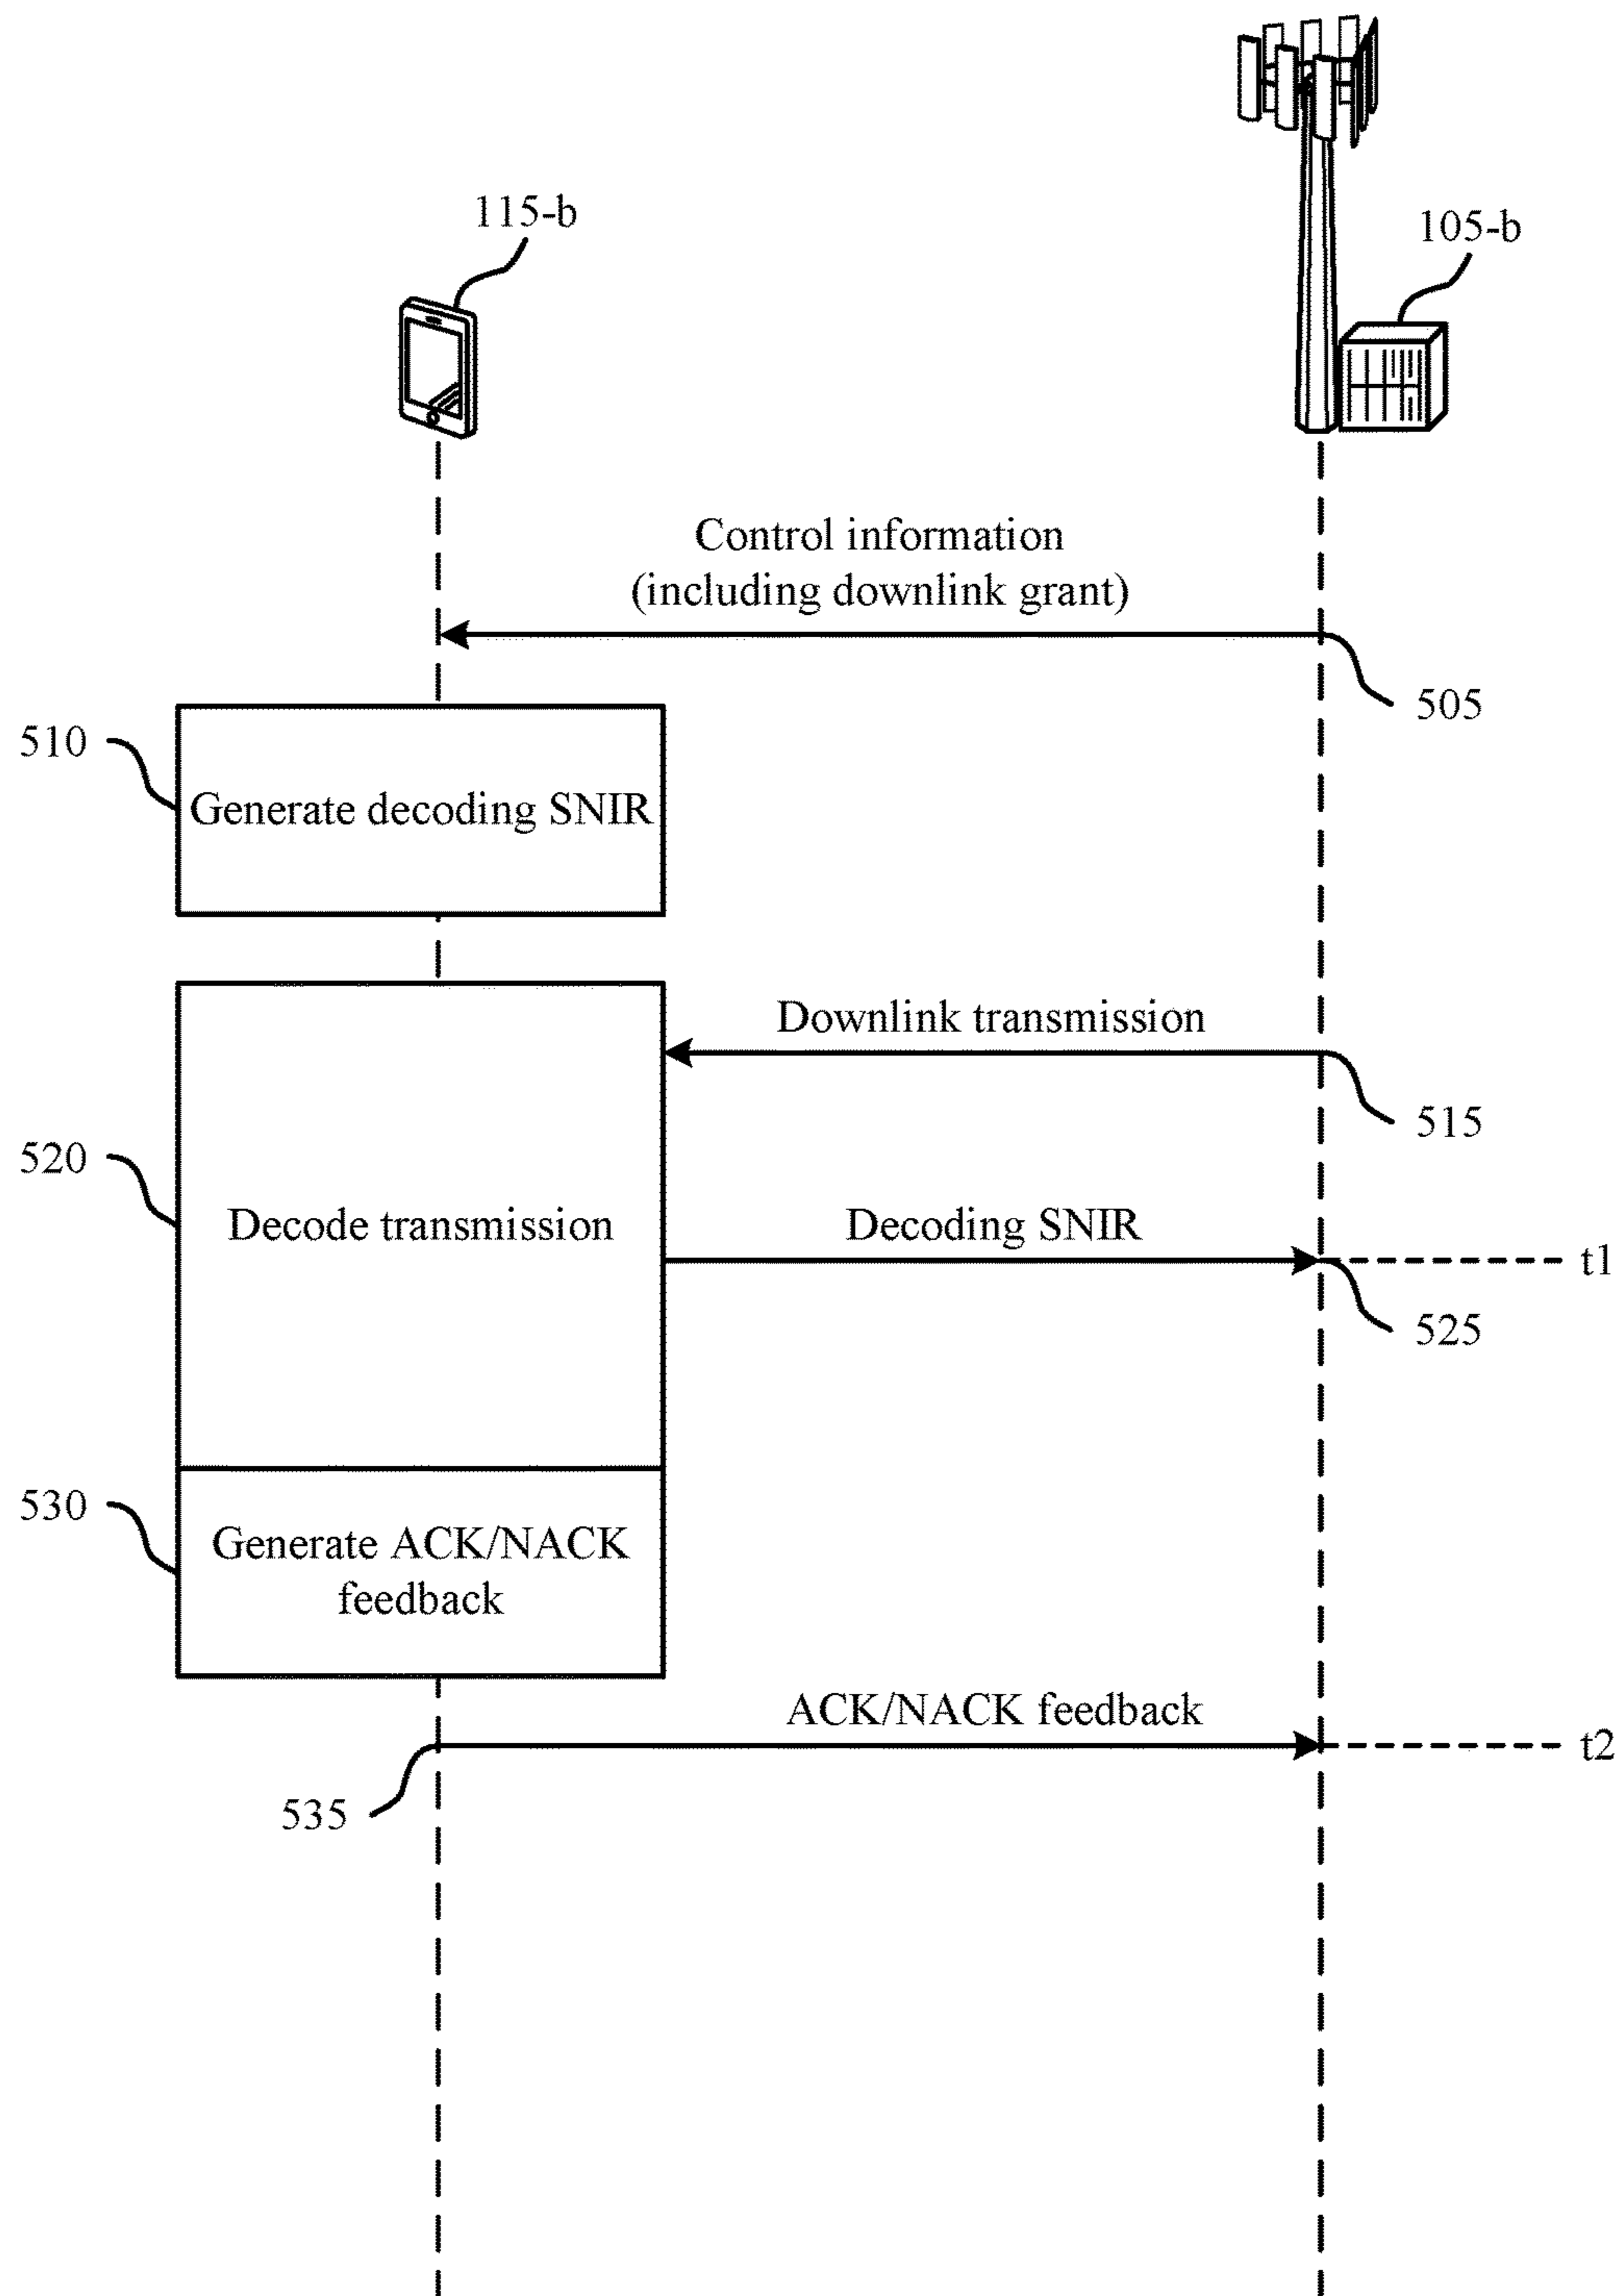 115-b
105-b
Control information
(including downlink grant)
505
510
Generate decoding SNIR
Downlink transmission
515
520
Decode transmission
Decoding SNIR
t1
525
530
Generate ACK/NACK
feedback
ACK/NACK feedback
t2
535